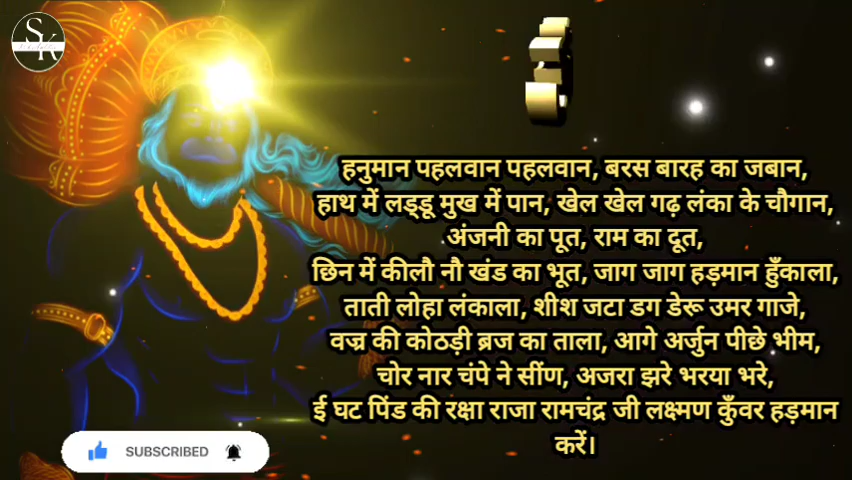 SK
हनुमान पहलवान पहलवान, बरस बारह का जबान,
हाथ में लड्डू मुख में पान, खेल खेल गढ़ लंका के चौगान,
अंजनी का पूत, राम का दूत,
छिन में कीलौ नौ खंड का भूत, जाग जाग हड़मान हुँकाला,
ताती लोहा लंकाला, शीश जटा डग डेरू उमर गाजे,
वज्र की कोठड़ी ब्रज का ताला, आगे अर्जुन पीछे भीम,
चोर नार चंपे ने सींण, अजरा झरे भरया भरे,
ई घट पिंड की रक्षा राजा रामचंद्र जी लक्ष्मण कुँवर हड़मान
करें।
SUBSCRIBED